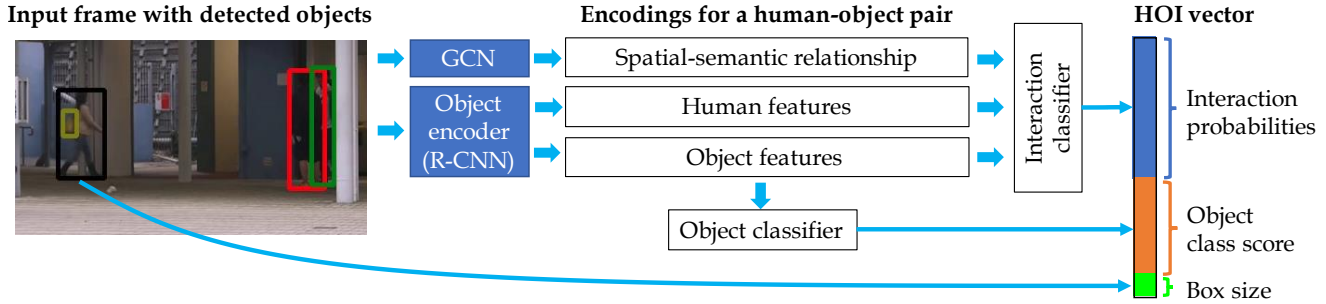 Input frame with detected objects
Encodings for a human-object pair
HOI vector
GCN
Spatial-semantic relationship
Object
encoder
(R-CNN)
Human features
Object features
Interaction
classifier
Interaction
probabilities
Object classifier
Object
class score
Box size